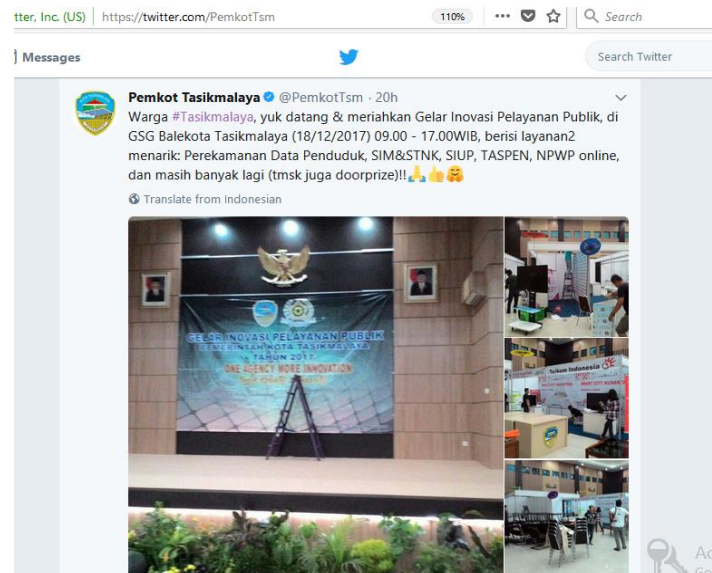 tter, Inc. (US)
https://twitter.com/PemkotTsm
110%
Search
Messages
Search Twitter
Pemkot Tasikmalaya @PemkotTsm · 20h
Warga #Tasikmalaya, yuk datang & meriahkan Gelar Inovasi Pelayanan Publik, di
GSG Balekota Tasikmalaya (18/12/2017) 09.00 - 17.00WIB, berisi layanan2
menarik: Perekamanan Data Penduduk, SIM&STNK, SIUP, TASPEN, NPWP online,
dan masih banyak lagi (tmsk juga doorprize)!!🙏👍🤗
Translate from Indonesian
GELAR INOVASI PELAYANAN PUBLIK
PEMERINTAH KOTA TASIKMALAYA
TAHUN 2017
ONE AGENCY MORE INNOVATION
Telkom Indonesia